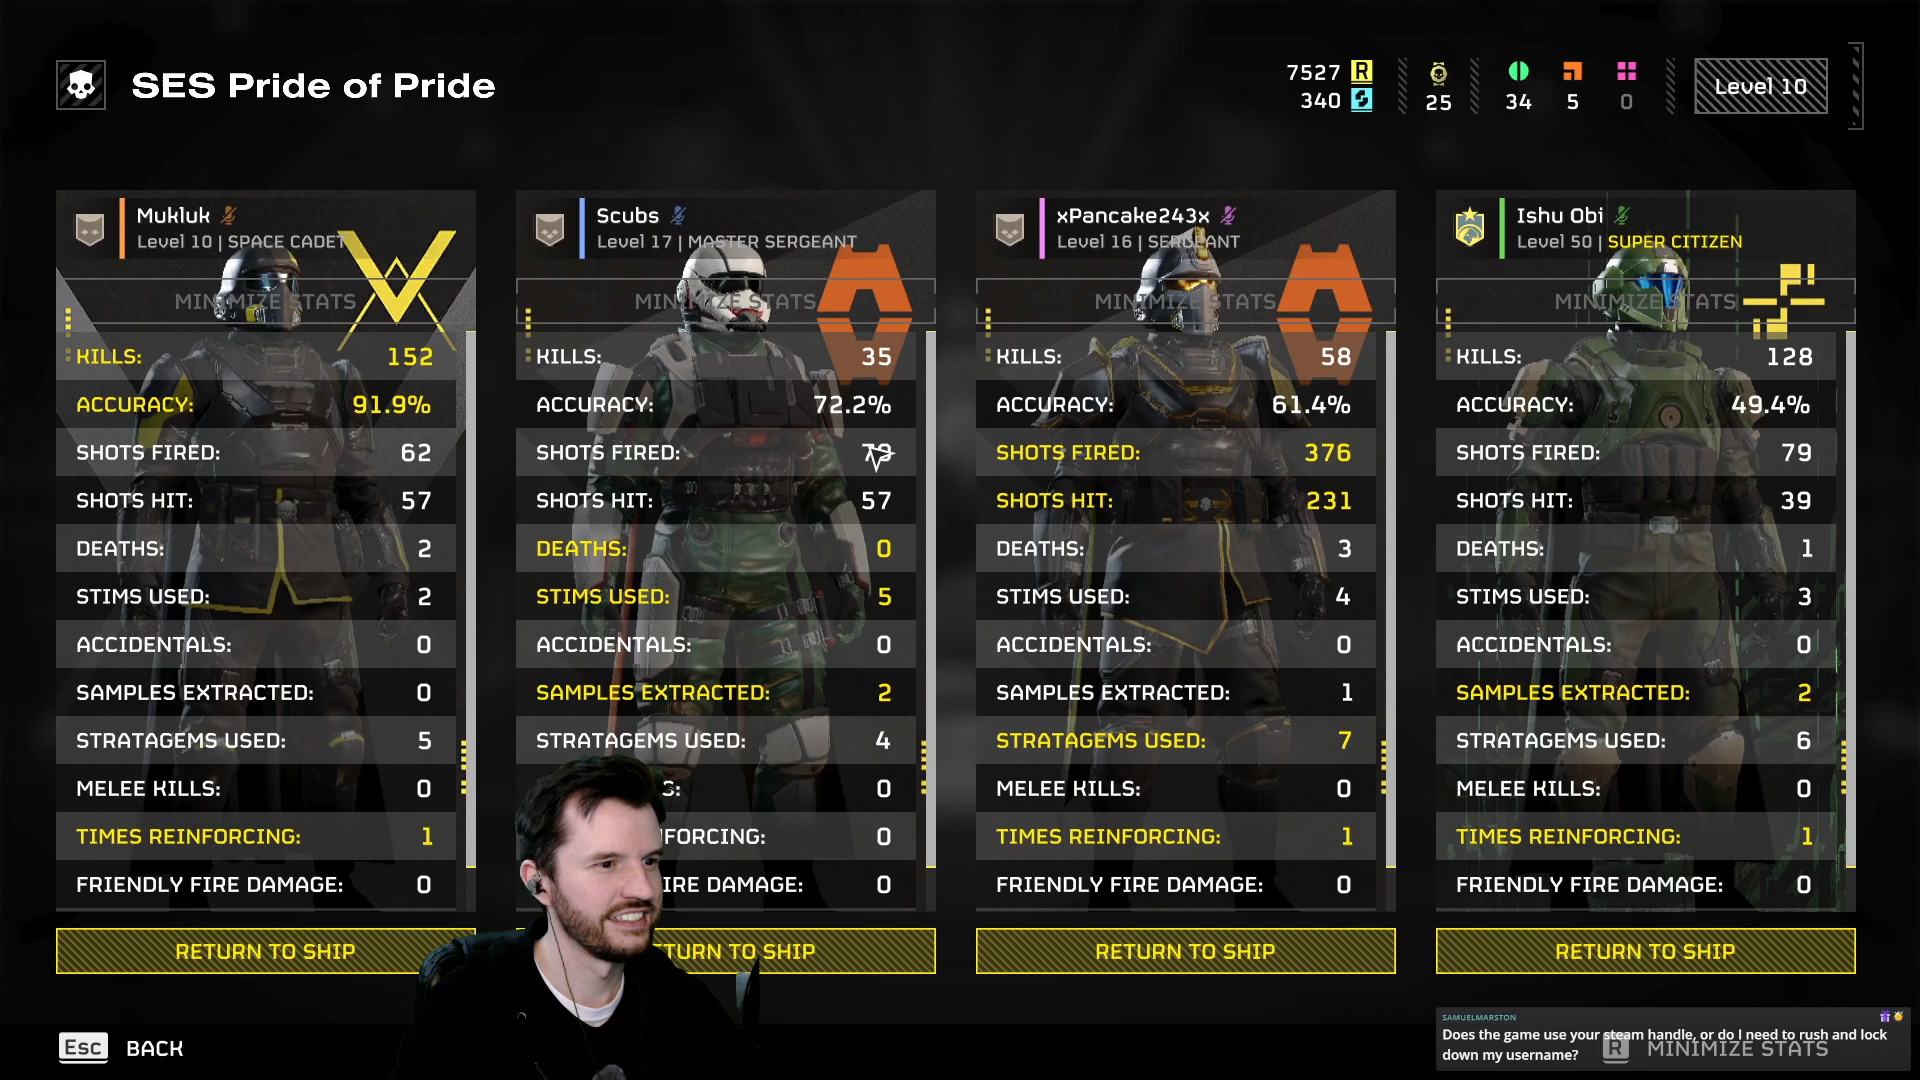 SES Pride of Pride
7527 R
340
25
34
5
0
Level 10
Mukluk
Level 10 | SPACE CADET
MINIMIZE STATS
KILLS: 152
ACCURACY: 91.9%
SHOTS FIRED: 62
SHOTS HIT: 57
DEATHS: 2
STIMS USED: 2
ACCIDENTALS: 0
SAMPLES EXTRACTED: 0
STRATAGEMS USED: 5
MELEE KILLS: 0
TIMES REINFORCING: 1
FRIENDLY FIRE DAMAGE: 0
RETURN TO SHIP
Scubs
Level 17 | MASTER SERGEANT
MINIMIZE STATS
KILLS: 35
ACCURACY: 72.2%
SHOTS FIRED: 79
SHOTS HIT: 57
DEATHS: 0
STIMS USED: 5
ACCIDENTALS: 0
SAMPLES EXTRACTED: 2
STRATAGEMS USED: 4
S: 0
NFORCING: 0
IRE DAMAGE: 0
TURN TO SHIP
xPancake243x
Level 16 | SERGEANT
MINIMIZE STATS
KILLS: 58
ACCURACY: 61.4%
SHOTS FIRED: 376
SHOTS HIT: 231
DEATHS: 3
STIMS USED: 4
ACCIDENTALS: 0
SAMPLES EXTRACTED: 1
STRATAGEMS USED: 7
MELEE KILLS: 0
TIMES REINFORCING: 1
FRIENDLY FIRE DAMAGE: 0
RETURN TO SHIP
Ishu Obi
Level 50 | SUPER CITIZEN
MINIMIZE STATS
KILLS: 128
ACCURACY: 49.4%
SHOTS FIRED: 79
SHOTS HIT: 39
DEATHS: 1
STIMS USED: 3
ACCIDENTALS: 0
SAMPLES EXTRACTED: 2
STRATAGEMS USED: 6
MELEE KILLS: 0
TIMES REINFORCING: 1
FRIENDLY FIRE DAMAGE: 0
RETURN TO SHIP
Esc BACK
SAMUELMARSTON
Does the game use your steam handle, or do I need to rush and lock
down my username?
R MINIMIZE STATS